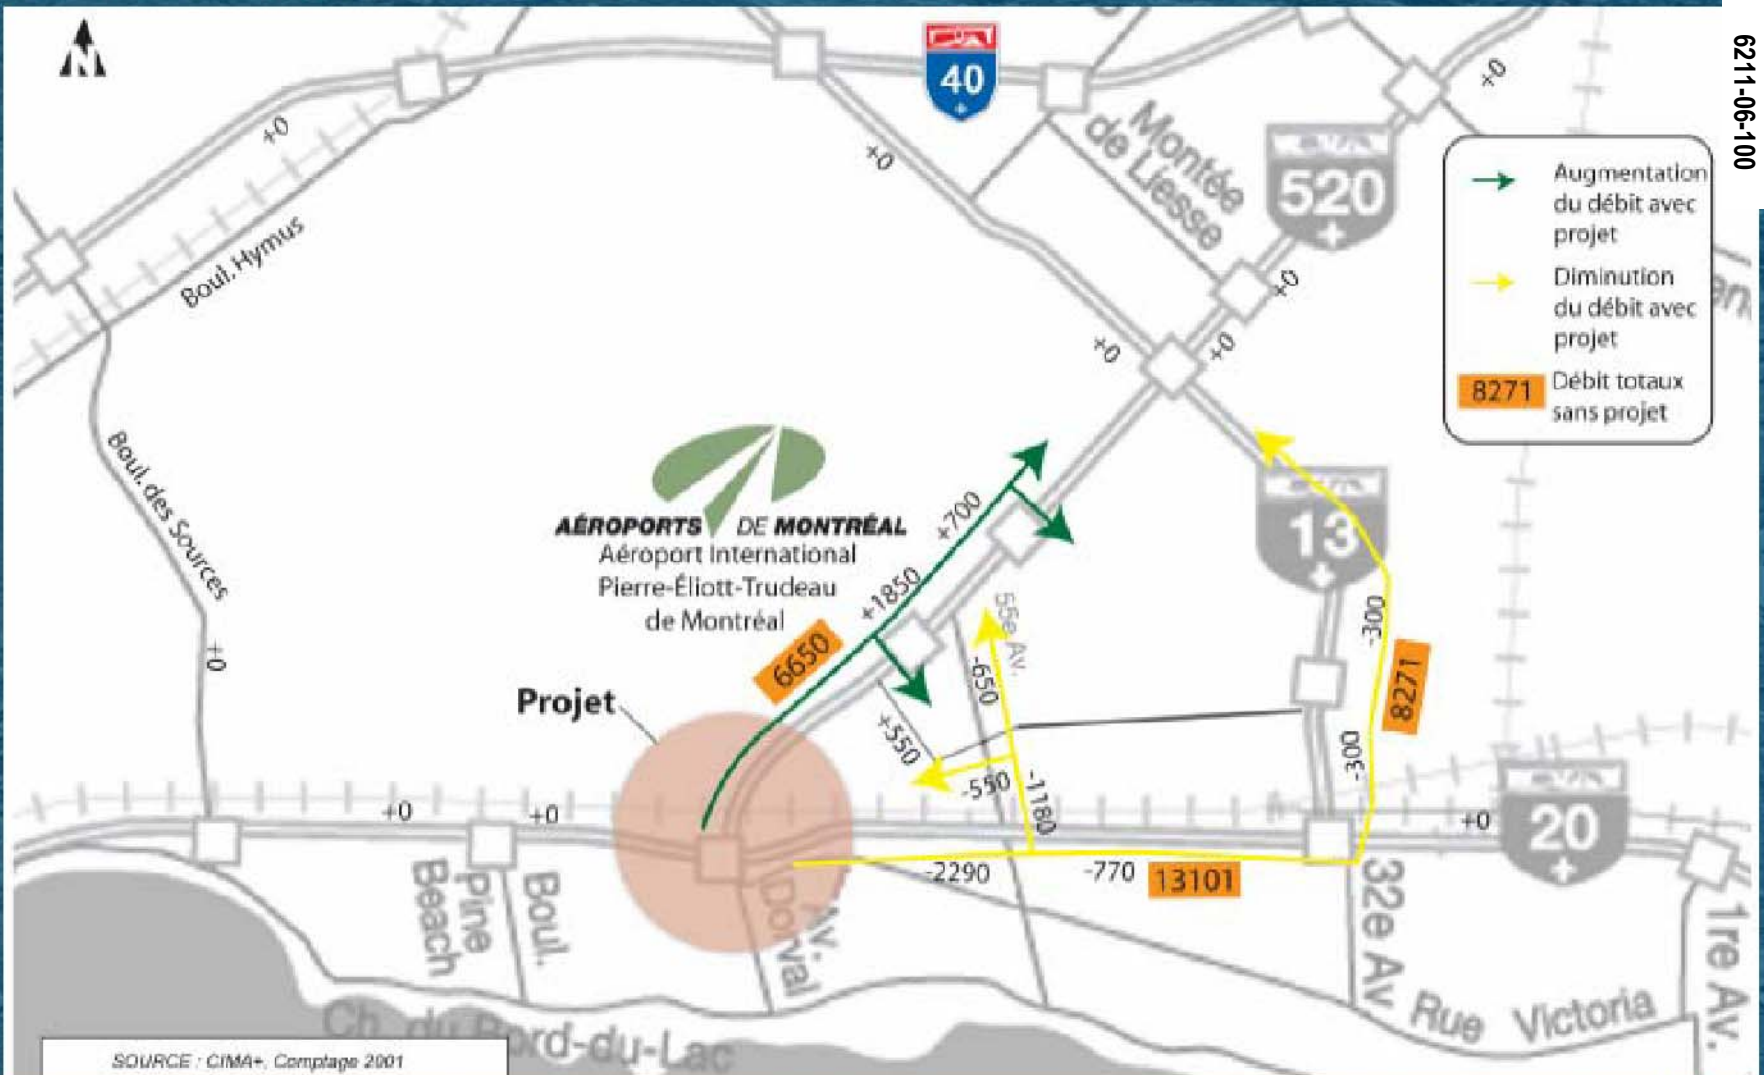 6211-06-100
N
40
520
13
20
Montée
de Liesse
Boul. Hymus
Boul. des Sources
+0
+0
+0
+0
+0
+0
+0
+0
+0
+0
Augmentation
du débit avec
projet
Diminution
du débit avec
projet
8271
Débit totaux
sans projet
AÉROPORTS DE MONTRÉAL
Aéroport International
Pierre-Éliott-Trudeau
de Montréal
Projet
6650
+1850
+700
55e Av.
-650
+550
-550
-1180
-300
-300
8271
-2290
-770
13101
Boul.
Pine
Beach
Av.
Dorval
32e Av
1re Av.
Rue Victoria
Ch. du Bord-du-Lac
SOURCE : CIMA+, Comptage 2001